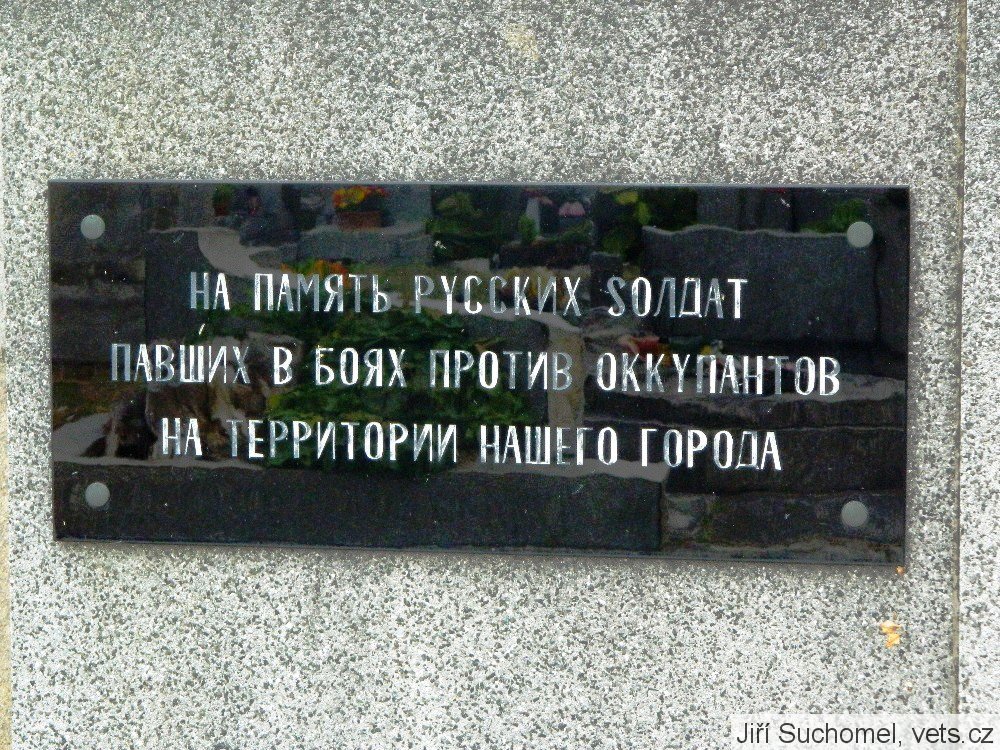 НА ПАМЯТЬ РУССКИХ SОЛДАТ
ПАВШИХ В БОЯХ ПРОТИВ ОККУПАНТОВ
НА ТЕРРИТОРИИ НАШЕГО ГОРОДА
Jiří Suchomel, vets.cz